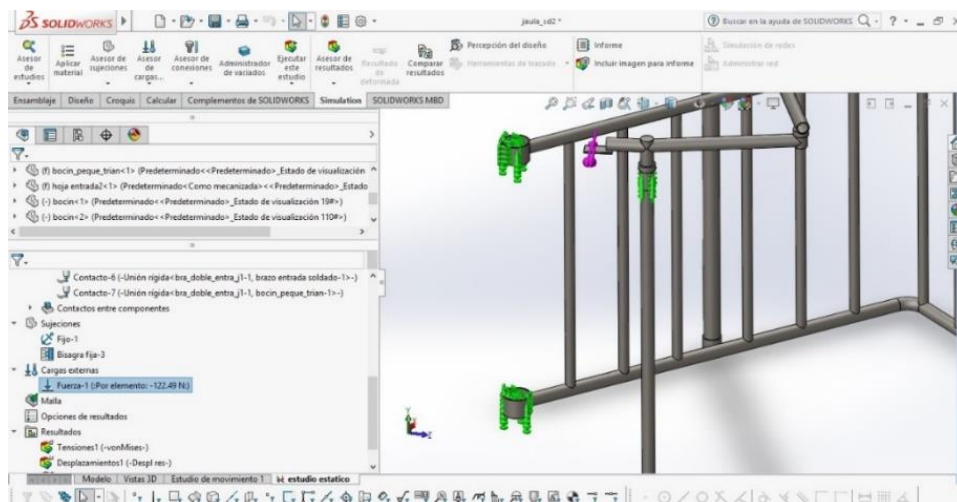 SOLIDWORKS
jaula_sd2 *
Buscar en la ayuda de SOLIDWORKS
Asesor de estudios
Aplicar material
Asesor de sujeciones
Asesor de cargas...
Asesor de conexiones
Administrador de vaciados
Ejecutar este estudio
Asesor de resultados
Resultado de deformada
Comparar resultados
Percepción del diseño
Herramientas de trazado
Informe
Incluir imagen para informe
Simulación de redes
Administrar red
Ensamblaje
Diseño
Croquis
Calcular
Complementos de SOLIDWORKS
Simulation
SOLIDWORKS MBD
(f) bocin_peque_trian<1> (Predeterminado<<Predeterminado>_Estado de visualización
(f) hoja entrada2<1> (Predeterminado<Como mecanizada><<Predeterminado>_Estado
(-) bocin<1> (Predeterminado<<Predeterminado>_Estado de visualización 19#>)
(-) bocin<2> (Predeterminado<<Predeterminado>_Estado de visualización 110#>)
Contacto-6 (-Unión rígida<bra_doble_entra_j1-1, brazo entrada soldado-1>-)
Contacto-7 (-Unión rígida<bra_doble_entra_j1-1, bocin_peque_trian-1>-)
Contactos entre componentes
Sujeciones
Fijo-1
Bisagra fija-3
Cargas externas
Fuerza-1 (:Por elemento: -122.49 N:)
Malla
Opciones de resultados
Resultados
Tensiones1 (-vonMises-)
Desplazamientos1 (-Despl res-)
Modelo
Vistas 3D
Estudio de movimiento 1
estudio estatico